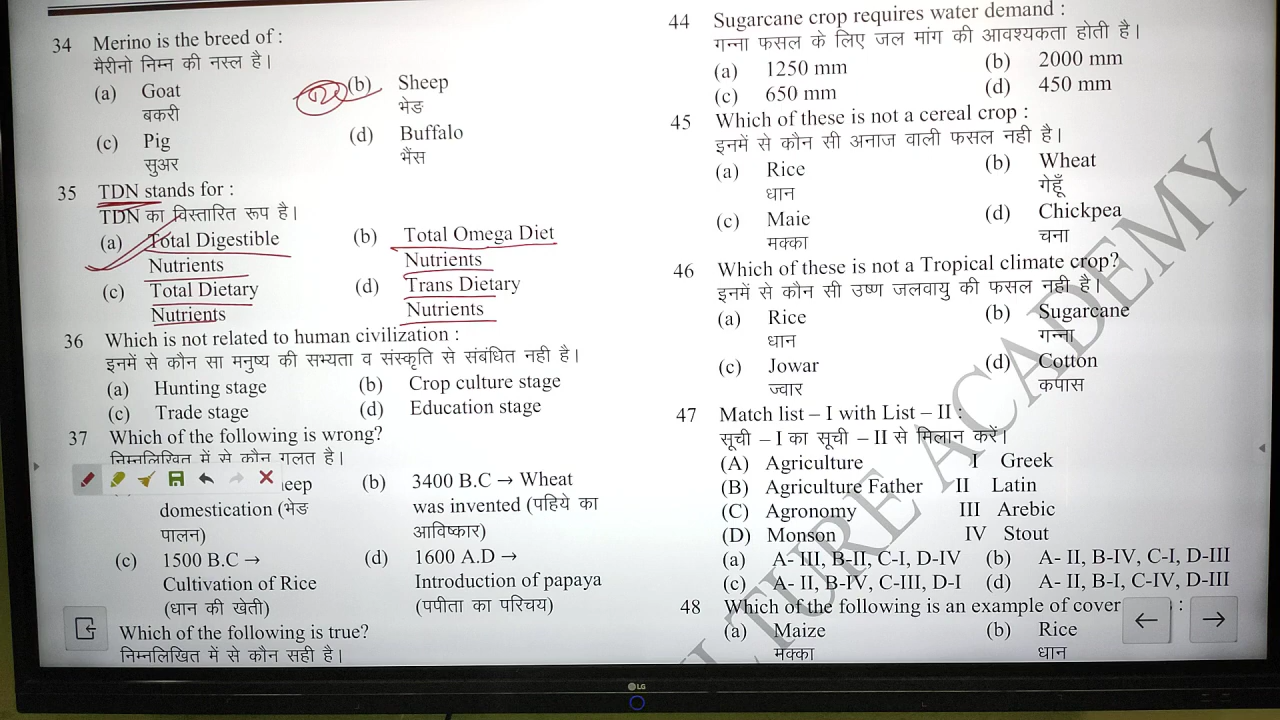 34 Merino is the breed of :
मैरीनो निम्न की नस्ल है।
(a) Goat (b) Sheep
बकरी भेड
(c) Pig (d) Buffalo
सुअर भैंस
35 TDN stands for :
TDN का विस्तारित रूप है।
(a) Total Digestible (b) Total Omega Diet
Nutrients Nutrients
(c) Total Dietary (d) Trans Dietary
Nutrients Nutrients
36 Which is not related to human civilization :
इनमें से कौन सा मनुष्य की सभ्यता व संस्कृति से संबंधित नही है।
(a) Hunting stage (b) Crop culture stage
(c) Trade stage (d) Education stage
37 Which of the following is wrong?
निम्नलिखित में से कौन गलत है।
(b) 3400 B.C → Wheat
domestication (भेड was invented (पहिये का
पालन) आविष्कार)
(c) 1500 B.C → (d) 1600 A.D →
Cultivation of Rice Introduction of papaya
(धान की खेती) (पपीता का परिचय)
Which of the following is true?
निम्नलिखित में से कौन सही है।
44 Sugarcane crop requires water demand :
गन्ना फसल के लिए जल मांग की आवश्यकता होती है।
(a) 1250 mm (b) 2000 mm
(c) 650 mm (d) 450 mm
45 Which of these is not a cereal crop :
इनमें से कौन सी अनाज वाली फसल नही है।
(a) Rice (b) Wheat
धान गेहूँ
(c) Maie (d) Chickpea
मक्का चना
46 Which of these is not a Tropical climate crop?
इनमें से कौन सी उष्ण जलवायु की फसल नही है।
(a) Rice (b) Sugarcane
धान गन्ना
(c) Jowar (d) Cotton
ज्वार कपास
47 Match list – I with List – II :
सूची – I का सूची – II से मिलान करें।
(A) Agriculture I Greek
(B) Agriculture Father II Latin
(C) Agronomy III Arebic
(D) Monson IV Stout
(a) A- III, B-II, C-I, D-IV (b) A- II, B-IV, C-I, D-III
(c) A- II, B-IV, C-III, D-I (d) A- II, B-I, C-IV, D-III
48 Which of the following is an example of cover :
(a) Maize (b) Rice
मक्का धान
ACADEMY
LG